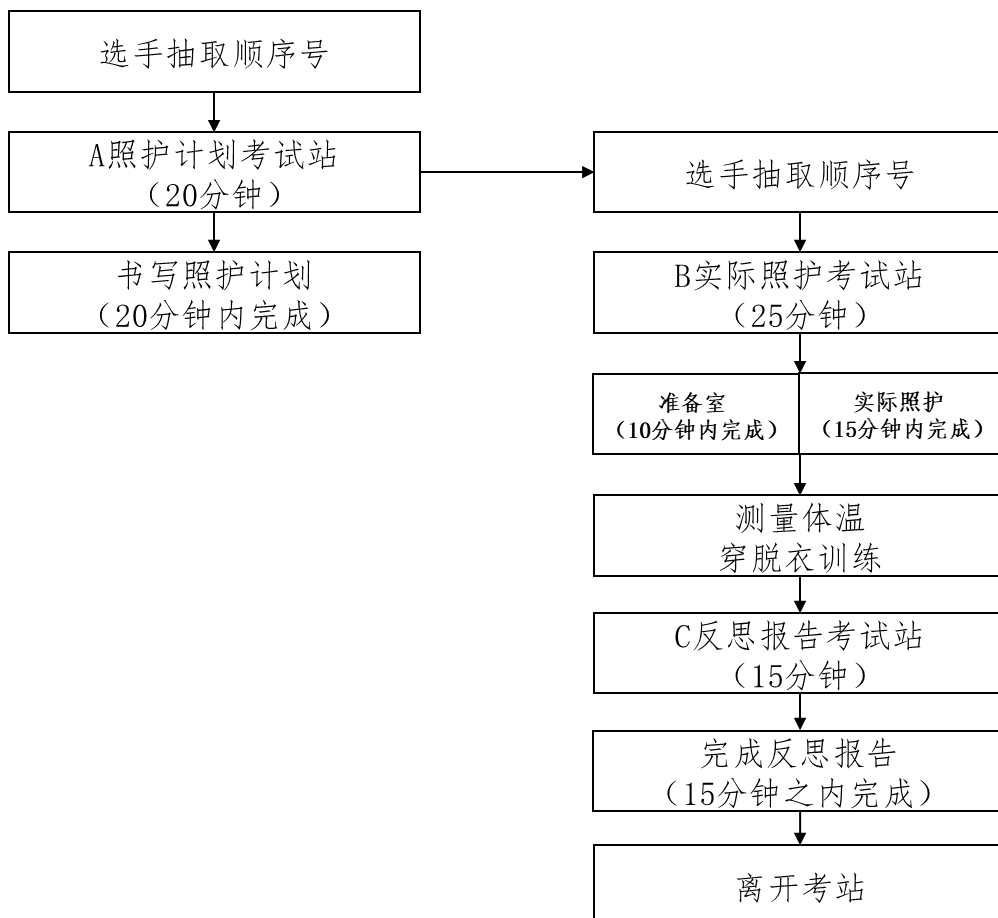 选手抽取顺序号
A照护计划考试站
（20分钟）
书写照护计划
（20分钟内完成）
选手抽取顺序号
B实际照护考试站
（25分钟）
准备室
（10分钟内完成）
实际照护
（15分钟内完成）
测量体温
穿脱衣训练
C反思报告考试站
（15分钟）
完成反思报告
（15分钟之内完成）
离开考站